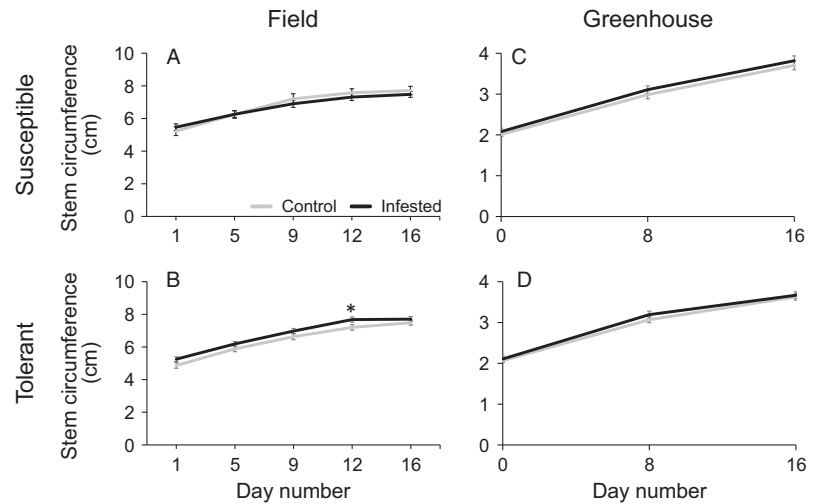 Field
Greenhouse
Susceptible
Stem circumference
(cm)
A
10
8
6
4
2
0
1 5 9 12 16
Control Infested
C
4
3
2
1
0
0 8 16
Tolerant
Stem circumference
(cm)
B
*
10
8
6
4
2
0
1 5 9 12 16
Day number
D
4
3
2
1
0
0 8 16
Day number